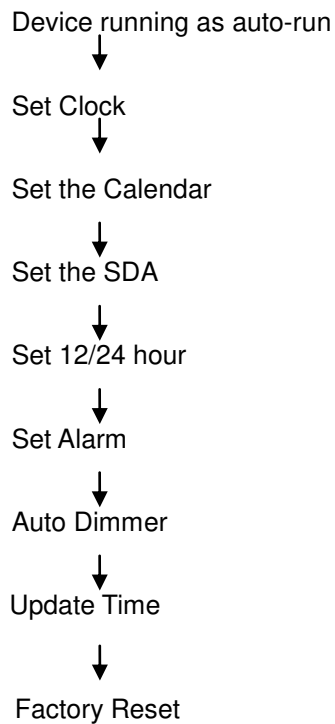 Device running as auto-run
Set Clock
Set the Calendar
Set the SDA
Set 12/24 hour
Set Alarm
Auto Dimmer
Update Time
Factory Reset